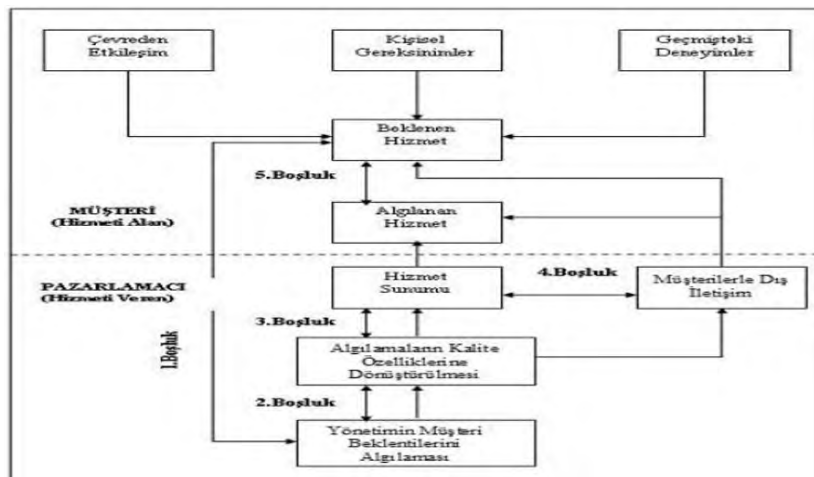 Çevreden
Etkileşim
Kişisel
Gereksinimler
Geçmişteki
Deneyimler
Beklenen
Hizmet
5.Boşluk
MÜŞTERİ
(Hizmeti Alan)
Algılanan
Hizmet
PAZARLAMACI
(Hizmeti Veren)
Hizmet
Sunumu
4.Boşluk
Müşterilerle Dış
İletişim
1.Boşluk
3.Boşluk
Algılamaların Kalite
Özelliklerine
Dönüştürülmesi
2.Boşluk
Yönetimin Müşteri
Beklentilerini
Algılaması